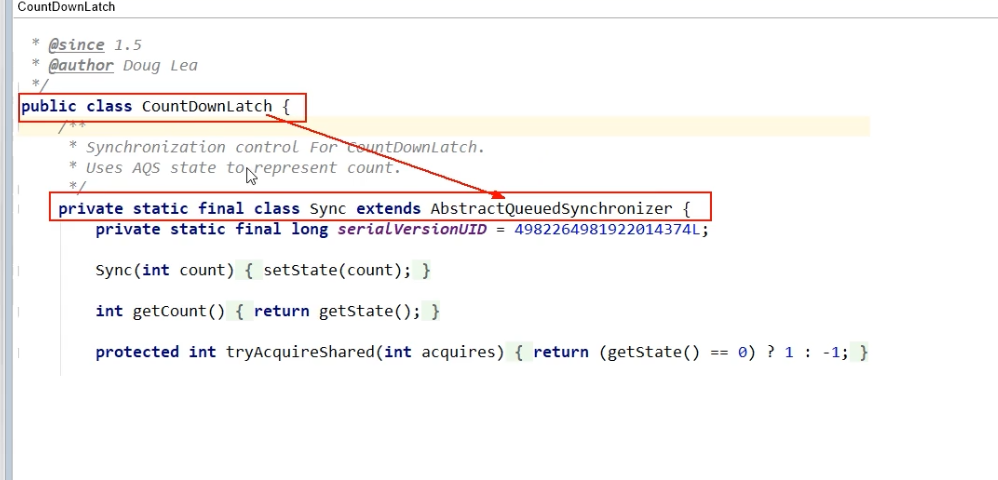 CountDownLatch
* @since 1.5
* @author Doug Lea
*/
public class CountDownLatch {
/**
* Synchronization control For CountDownLatch.
* Uses AQS state to represent count.
*/
private static final class Sync extends AbstractQueuedSynchronizer {
private static final long serialVersionUID = 4982264981922014374L;
Sync(int count) { setState(count); }
int getCount() { return getState(); }
protected int tryAcquireShared(int acquires) { return (getState() == 0) ? 1 : -1; }